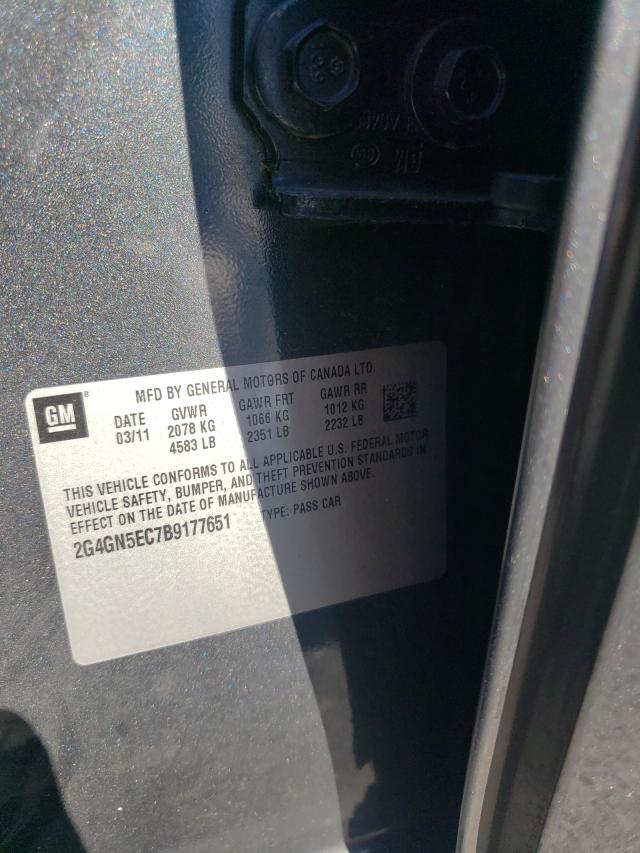 GM
®
MFD BY GENERAL MOTORS OF CANADA LTD.
DATE GVWR GAWR FRT GAWR RR
03/11 2078 KG 1066 KG 1012 KG
4583 LB 2351 LB 2232 LB
THIS VEHICLE CONFORMS TO ALL APPLICABLE U.S. FEDERAL MOTOR
VEHICLE SAFETY, BUMPER, AND THEFT PREVENTION STANDARDS IN
EFFECT ON THE DATE OF MANUFACTURE SHOWN ABOVE.
2G4GN5EC7B9177651 TYPE: PASS CAR